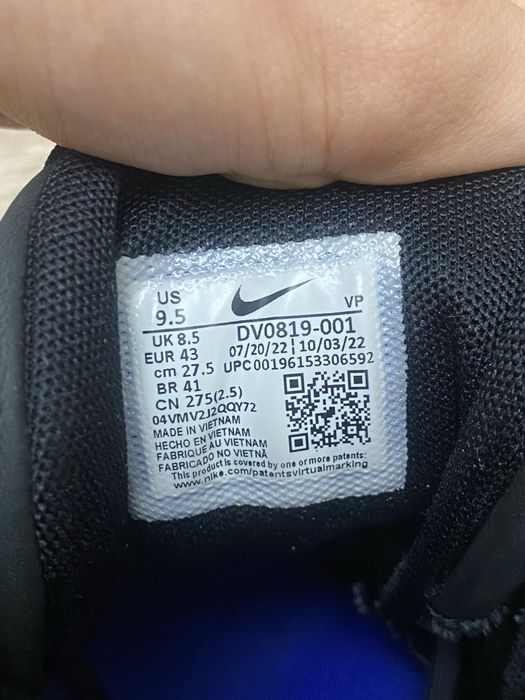 US
9.5
VP
UK 8.5
DV0819-001
EUR 43
07/20/22 | 10/03/22
cm 27.5
UPC00196153306592
BR 41
CN 275(2.5)
04VMV2J2QQY72
MADE IN VIETNAM
HECHO EN VIETNAM
FABRIQUE AU VIETNAM
FABRICADO NO VIETNÃ
This product is covered by one or more patents:
www.nike.com/patentsvirtualmarking